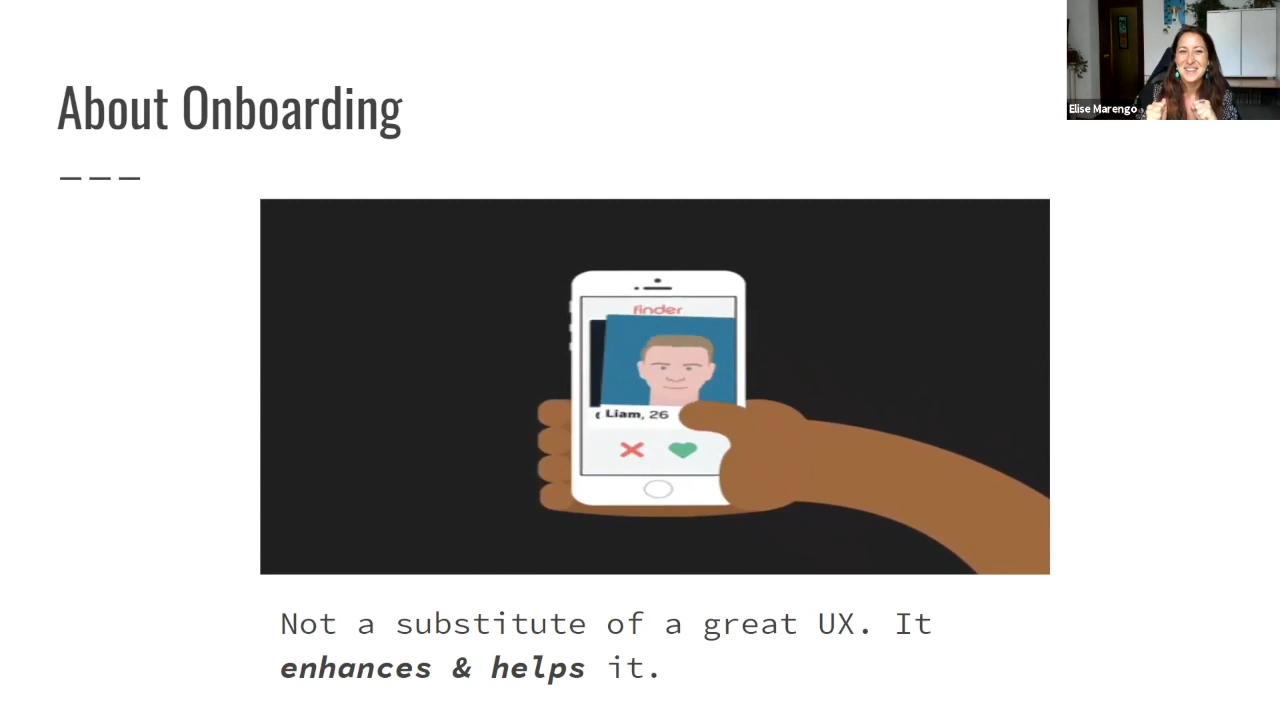 About Onboarding
Elise Marengo
finder
( Liam, 26
Not a substitute of a great UX. It
enhances & helps it.